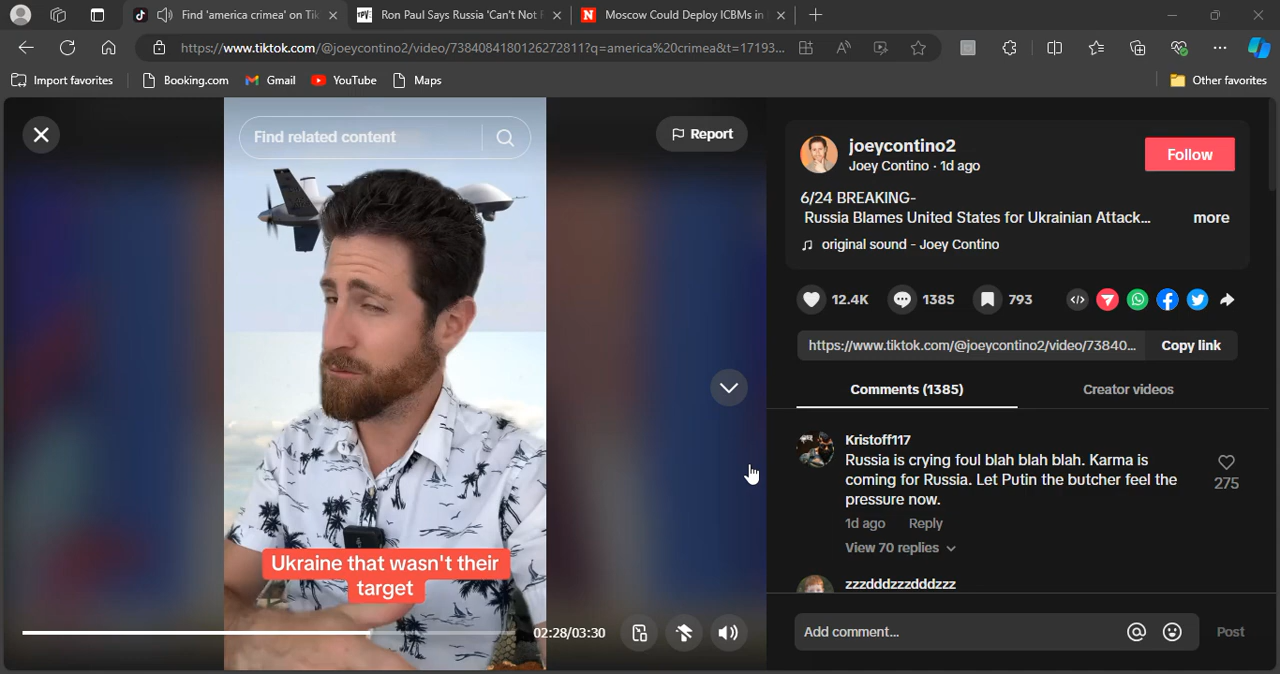 Find 'america crimea' on Tik
Ron Paul Says Russia 'Can't Not R
Moscow Could Deploy ICBMs in
https://www.tiktok.com/@joeycontino2/video/7384084180126272811?q=america%20crimea&t=17193...
Import favorites
Booking.com
Gmail
YouTube
Maps
Other favorites
Find related content
Report
Ukraine that wasn't their
target
02:28/03:30
joeycontino2
Joey Contino · 1d ago
Follow
6/24 BREAKING-
Russia Blames United States for Ukrainian Attack...
more
original sound - Joey Contino
12.4K
1385
793
https://www.tiktok.com/@joeycontino2/video/73840...
Copy link
Comments (1385)
Creator videos
Kristoff117
Russia is crying foul blah blah blah. Karma is
coming for Russia. Let Putin the butcher feel the
pressure now.
275
1d ago
Reply
View 70 replies
zzzdddzzzdddzzz
Add comment...
Post